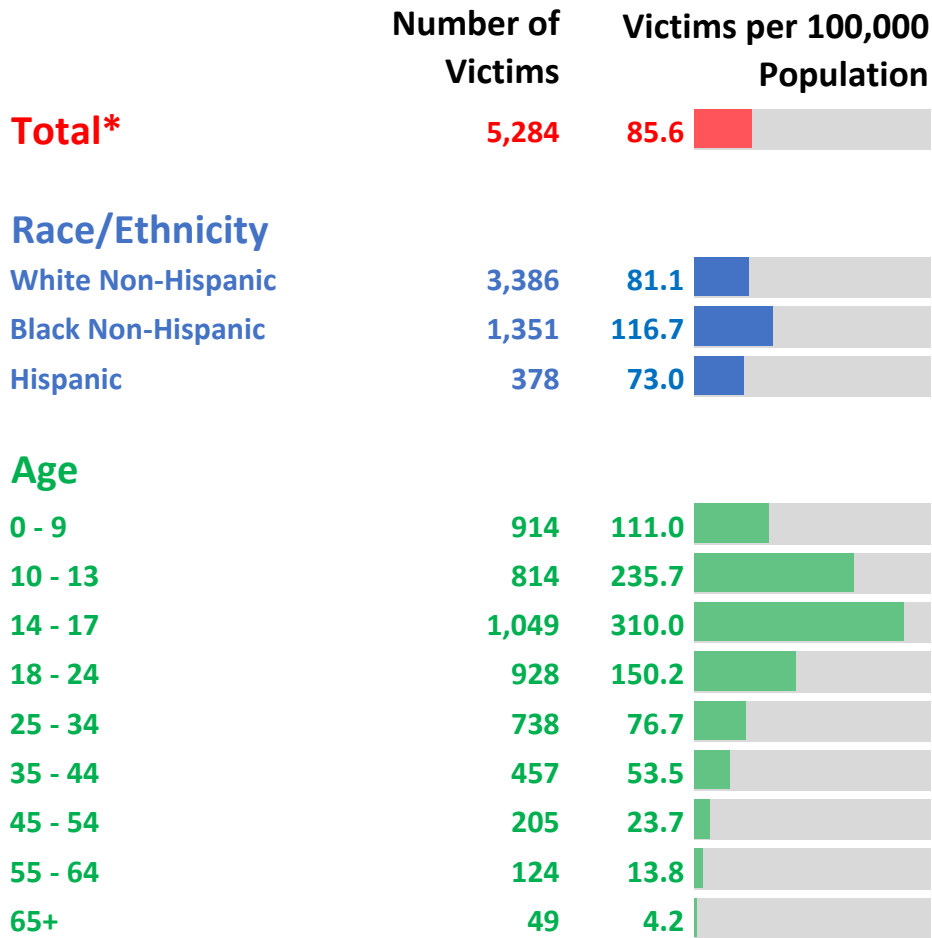 Number of Victims per 100,000
Victims Population
Total* 5,284 85.6
Race/Ethnicity
White Non-Hispanic 3,386 81.1
Black Non-Hispanic 1,351 116.7
Hispanic 378 73.0
Age
0 - 9 914 111.0
10 - 13 814 235.7
14 - 17 1,049 310.0
18 - 24 928 150.2
25 - 34 738 76.7
35 - 44 457 53.5
45 - 54 205 23.7
55 - 64 124 13.8
65+ 49 4.2